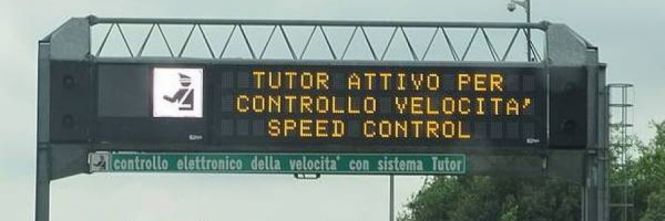 TUTOR ATTIVO PER
CONTROLLO VELOCITA'
SPEED CONTROL
controllo elettronico della velocita' con sistema Tutor